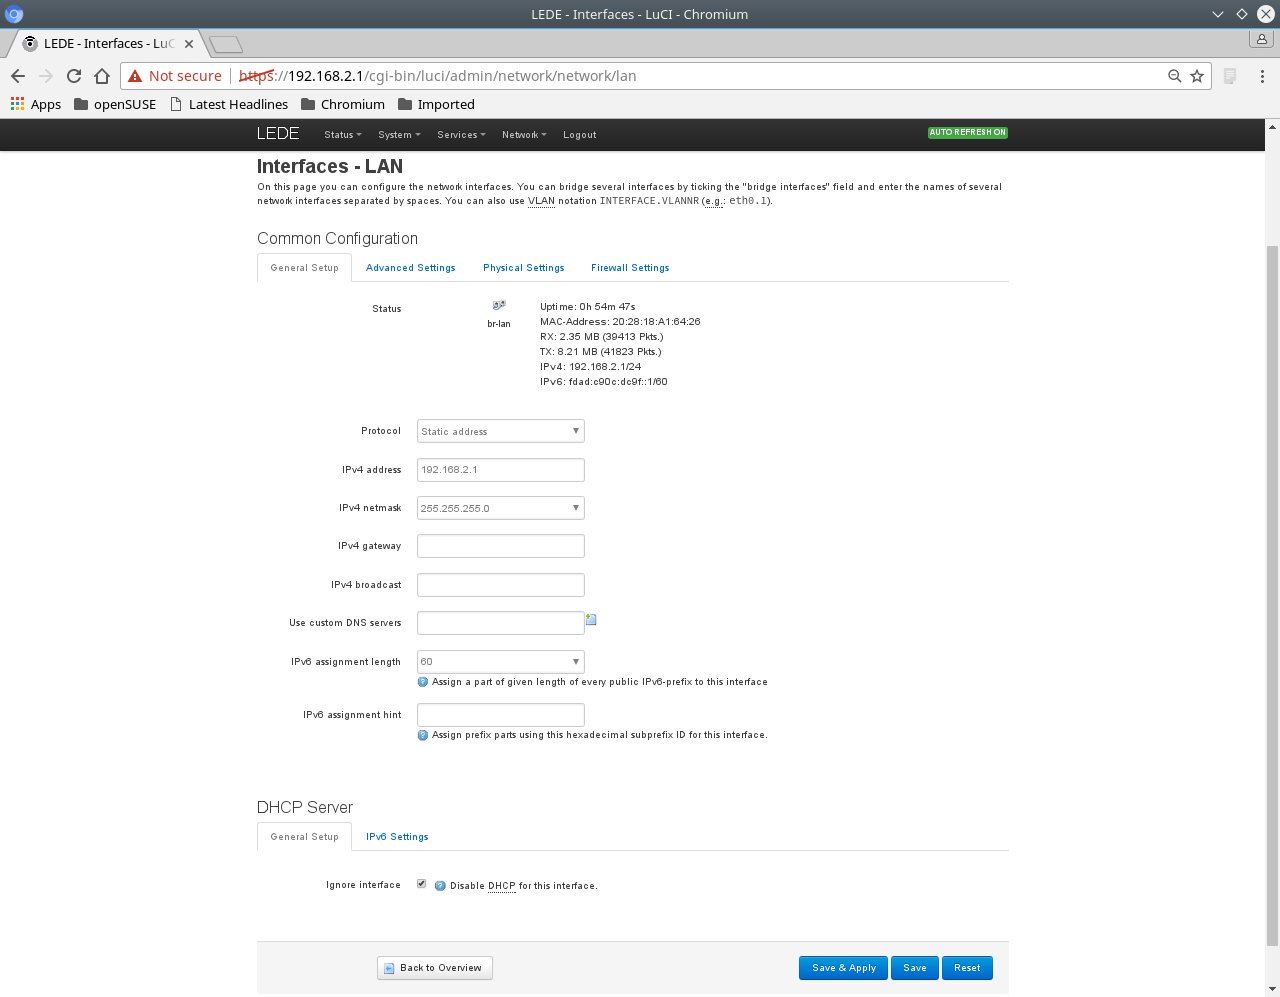 LEDE - Interfaces - LuCI - Chromium
LEDE - Interfaces - LuC
Not secure https://192.168.2.1/cgi-bin/luci/admin/network/network/lan
Apps openSUSE Latest Headlines Chromium Imported
LEDE Status System Services Network Logout AUTO REFRESH ON
Interfaces - LAN
On this page you can configure the network interfaces. You can bridge several interfaces by ticking the "bridge interfaces" field and enter the names of several
network interfaces separated by spaces. You can also use VLAN notation INTERFACE.VLANNR (e.g.: eth0.1).
Common Configuration
General Setup Advanced Settings Physical Settings Firewall Settings
Status
br-lan
Uptime: 0h 54m 47s
MAC-Address: 20:28:18:A1:64:26
RX: 2.35 MB (39413 Pkts.)
TX: 8.21 MB (41823 Pkts.)
IPv4: 192.168.2.1/24
IPv6: fdad:c90c:dc9f::1/60
Protocol Static address
IPv4 address 192.168.2.1
IPv4 netmask 255.255.255.0
IPv4 gateway
IPv4 broadcast
Use custom DNS servers
IPv6 assignment length 60
Assign a part of given length of every public IPv6-prefix to this interface
IPv6 assignment hint
Assign prefix parts using this hexadecimal subprefix ID for this interface.
DHCP Server
General Setup IPv6 Settings
Ignore interface Disable DHCP for this interface.
Back to Overview Save & Apply Save Reset